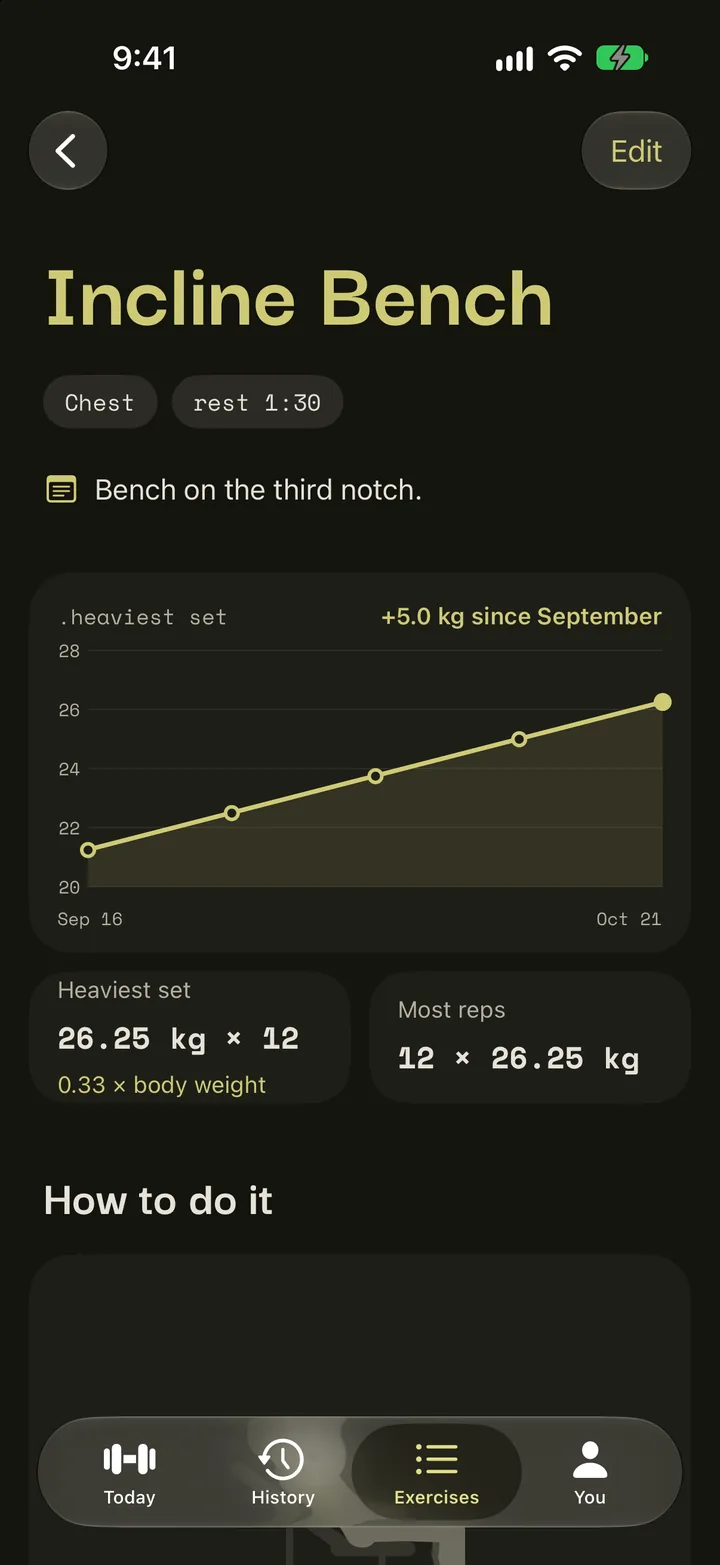 9:41
Edit
Incline Bench
Chest
rest 1:30
Bench on the third notch.
.heaviest set
+5.0 kg since September
28
26
24
22
20
Sep 16
Oct 21
Heaviest set
26.25 kg × 12
0.33 × body weight
Most reps
12 × 26.25 kg
How to do it
Today
History
Exercises
You